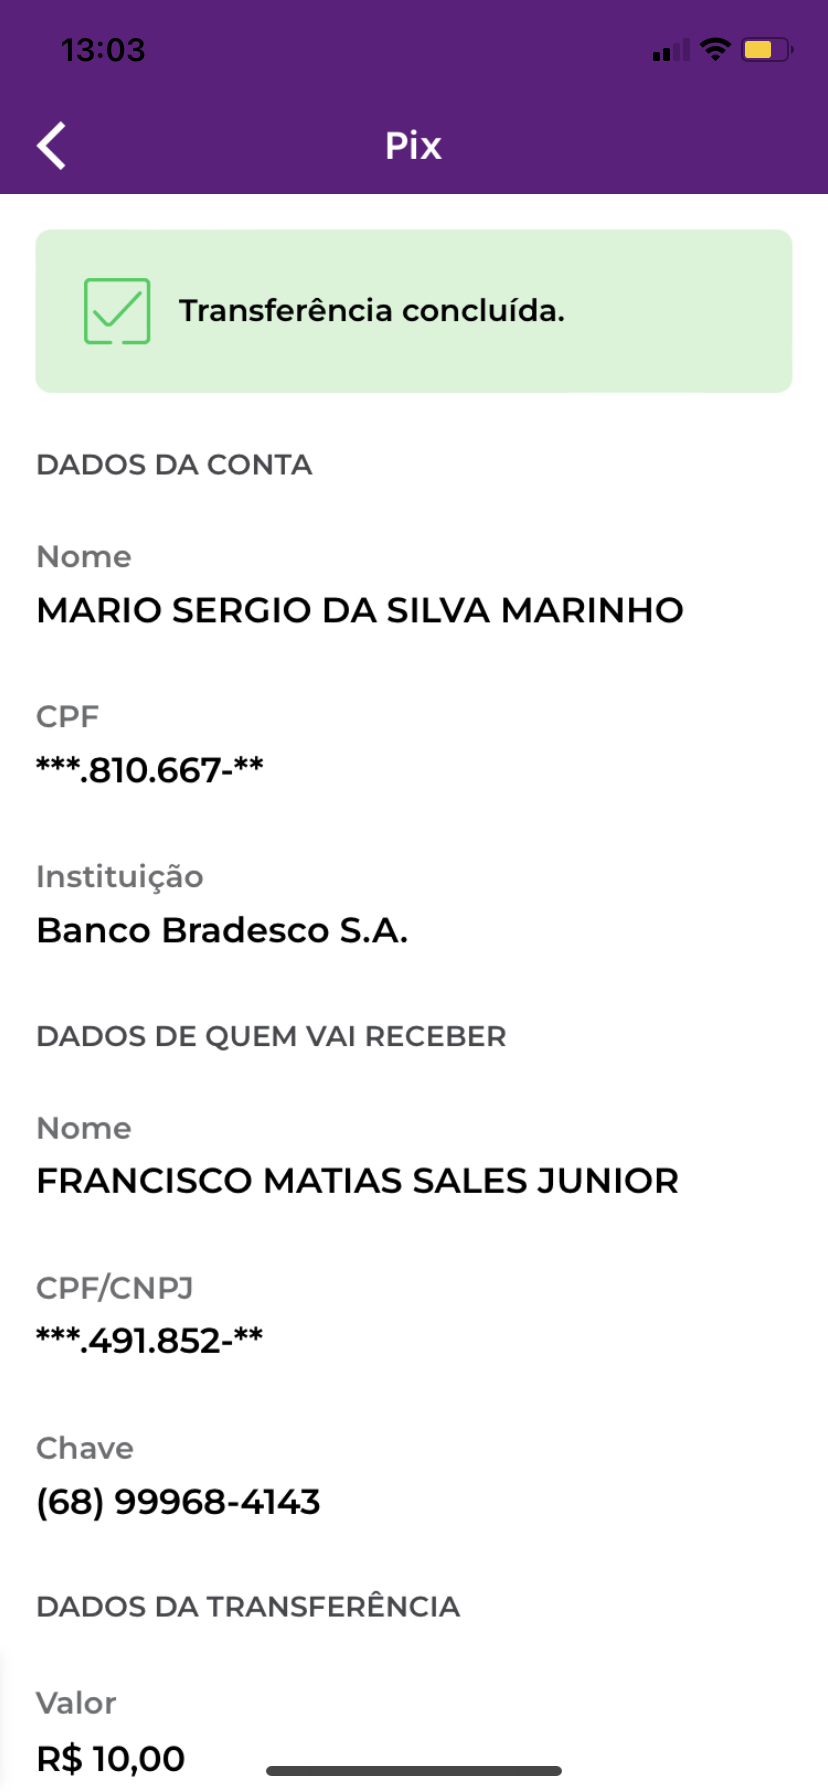 13:03
Pix
Transferência concluída.
DADOS DA CONTA
Nome
MARIO SERGIO DA SILVA MARINHO
CPF
***.810.667-**
Instituição
Banco Bradesco S.A.
DADOS DE QUEM VAI RECEBER
Nome
FRANCISCO MATIAS SALES JUNIOR
CPF/CNPJ
***.491.852-**
Chave
(68) 99968-4143
DADOS DA TRANSFERÊNCIA
Valor
R$ 10,00